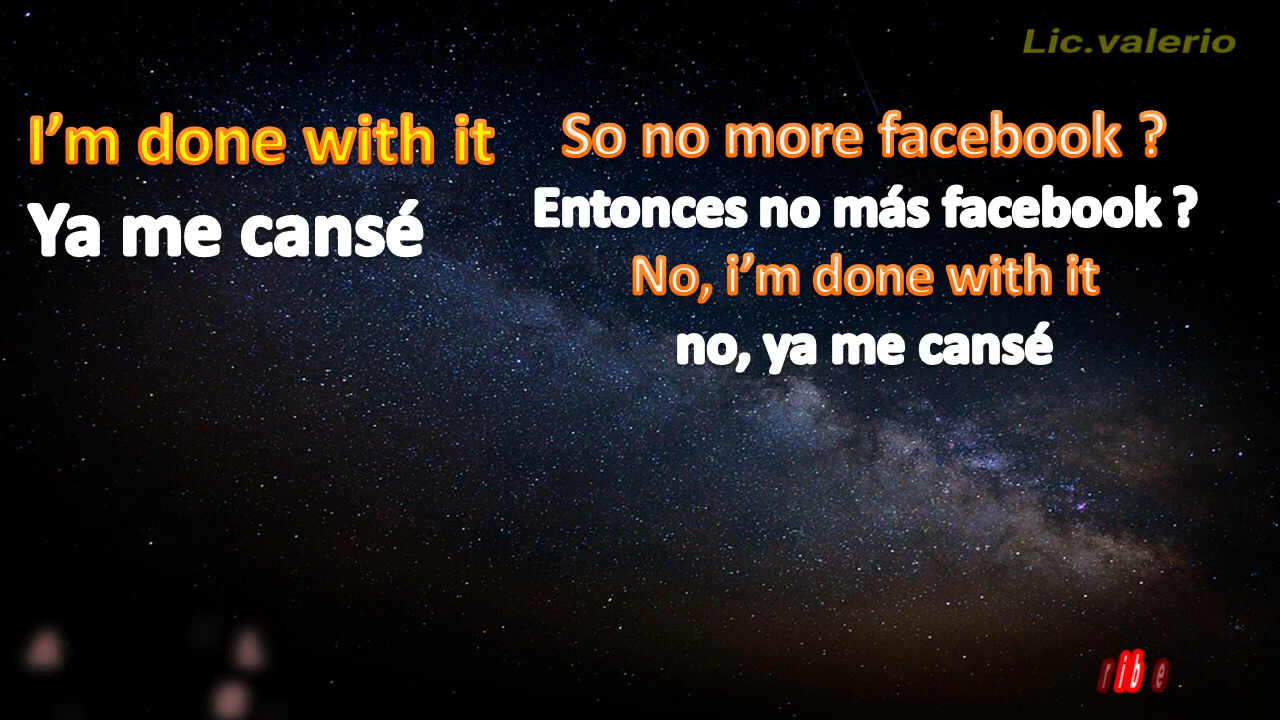 Lic.valerio
I’m done with it
Ya me cansé
So no more facebook ?
Entonces no más facebook ?
No, i’m done with it
no, ya me cansé
ribe